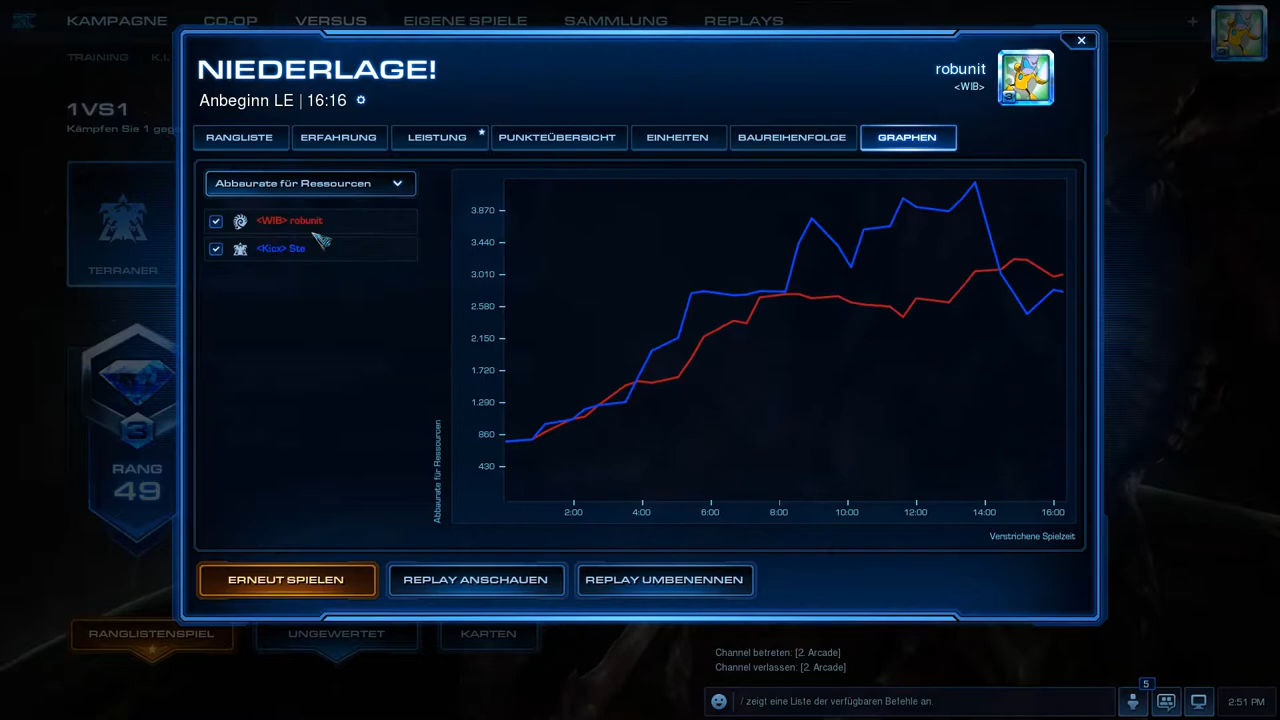 KAMPAGNE CO-OP VERSUS EIGENE SPIELE SAMMLUNG REPLAYS
TRAINING K.I.
1VS1
Kämpfen Sie 1 geg
TERRANER
3
RANG
49
NIEDERLAGE!
Anbeginn LE | 16:16
robunit
<WIB>
3
RANGLISTE ERFAHRUNG LEISTUNG PUNKTEÜBERSICHT EINHEITEN BAUREIHENFOLGE GRAPHEN
Abbaurate für Ressourcen
<WIB> robunit
<Kicx> Ste
Abbaurate für Ressourcen
3.870
3.440
3.010
2.580
2.150
1.720
1.290
860
430
2:00 4:00 6:00 8:00 10:00 12:00 14:00 16:00
Verstrichene Spielzeit
ERNEUT SPIELEN REPLAY ANSCHAUEN REPLAY UMBENENNEN
RANGLISTENSPIEL UNGEWERTET KARTEN
Channel betreten: [2. Arcade]
Channel verlassen: [2. Arcade]
/ zeigt eine Liste der verfügbaren Befehle an.
5
2:51 PM